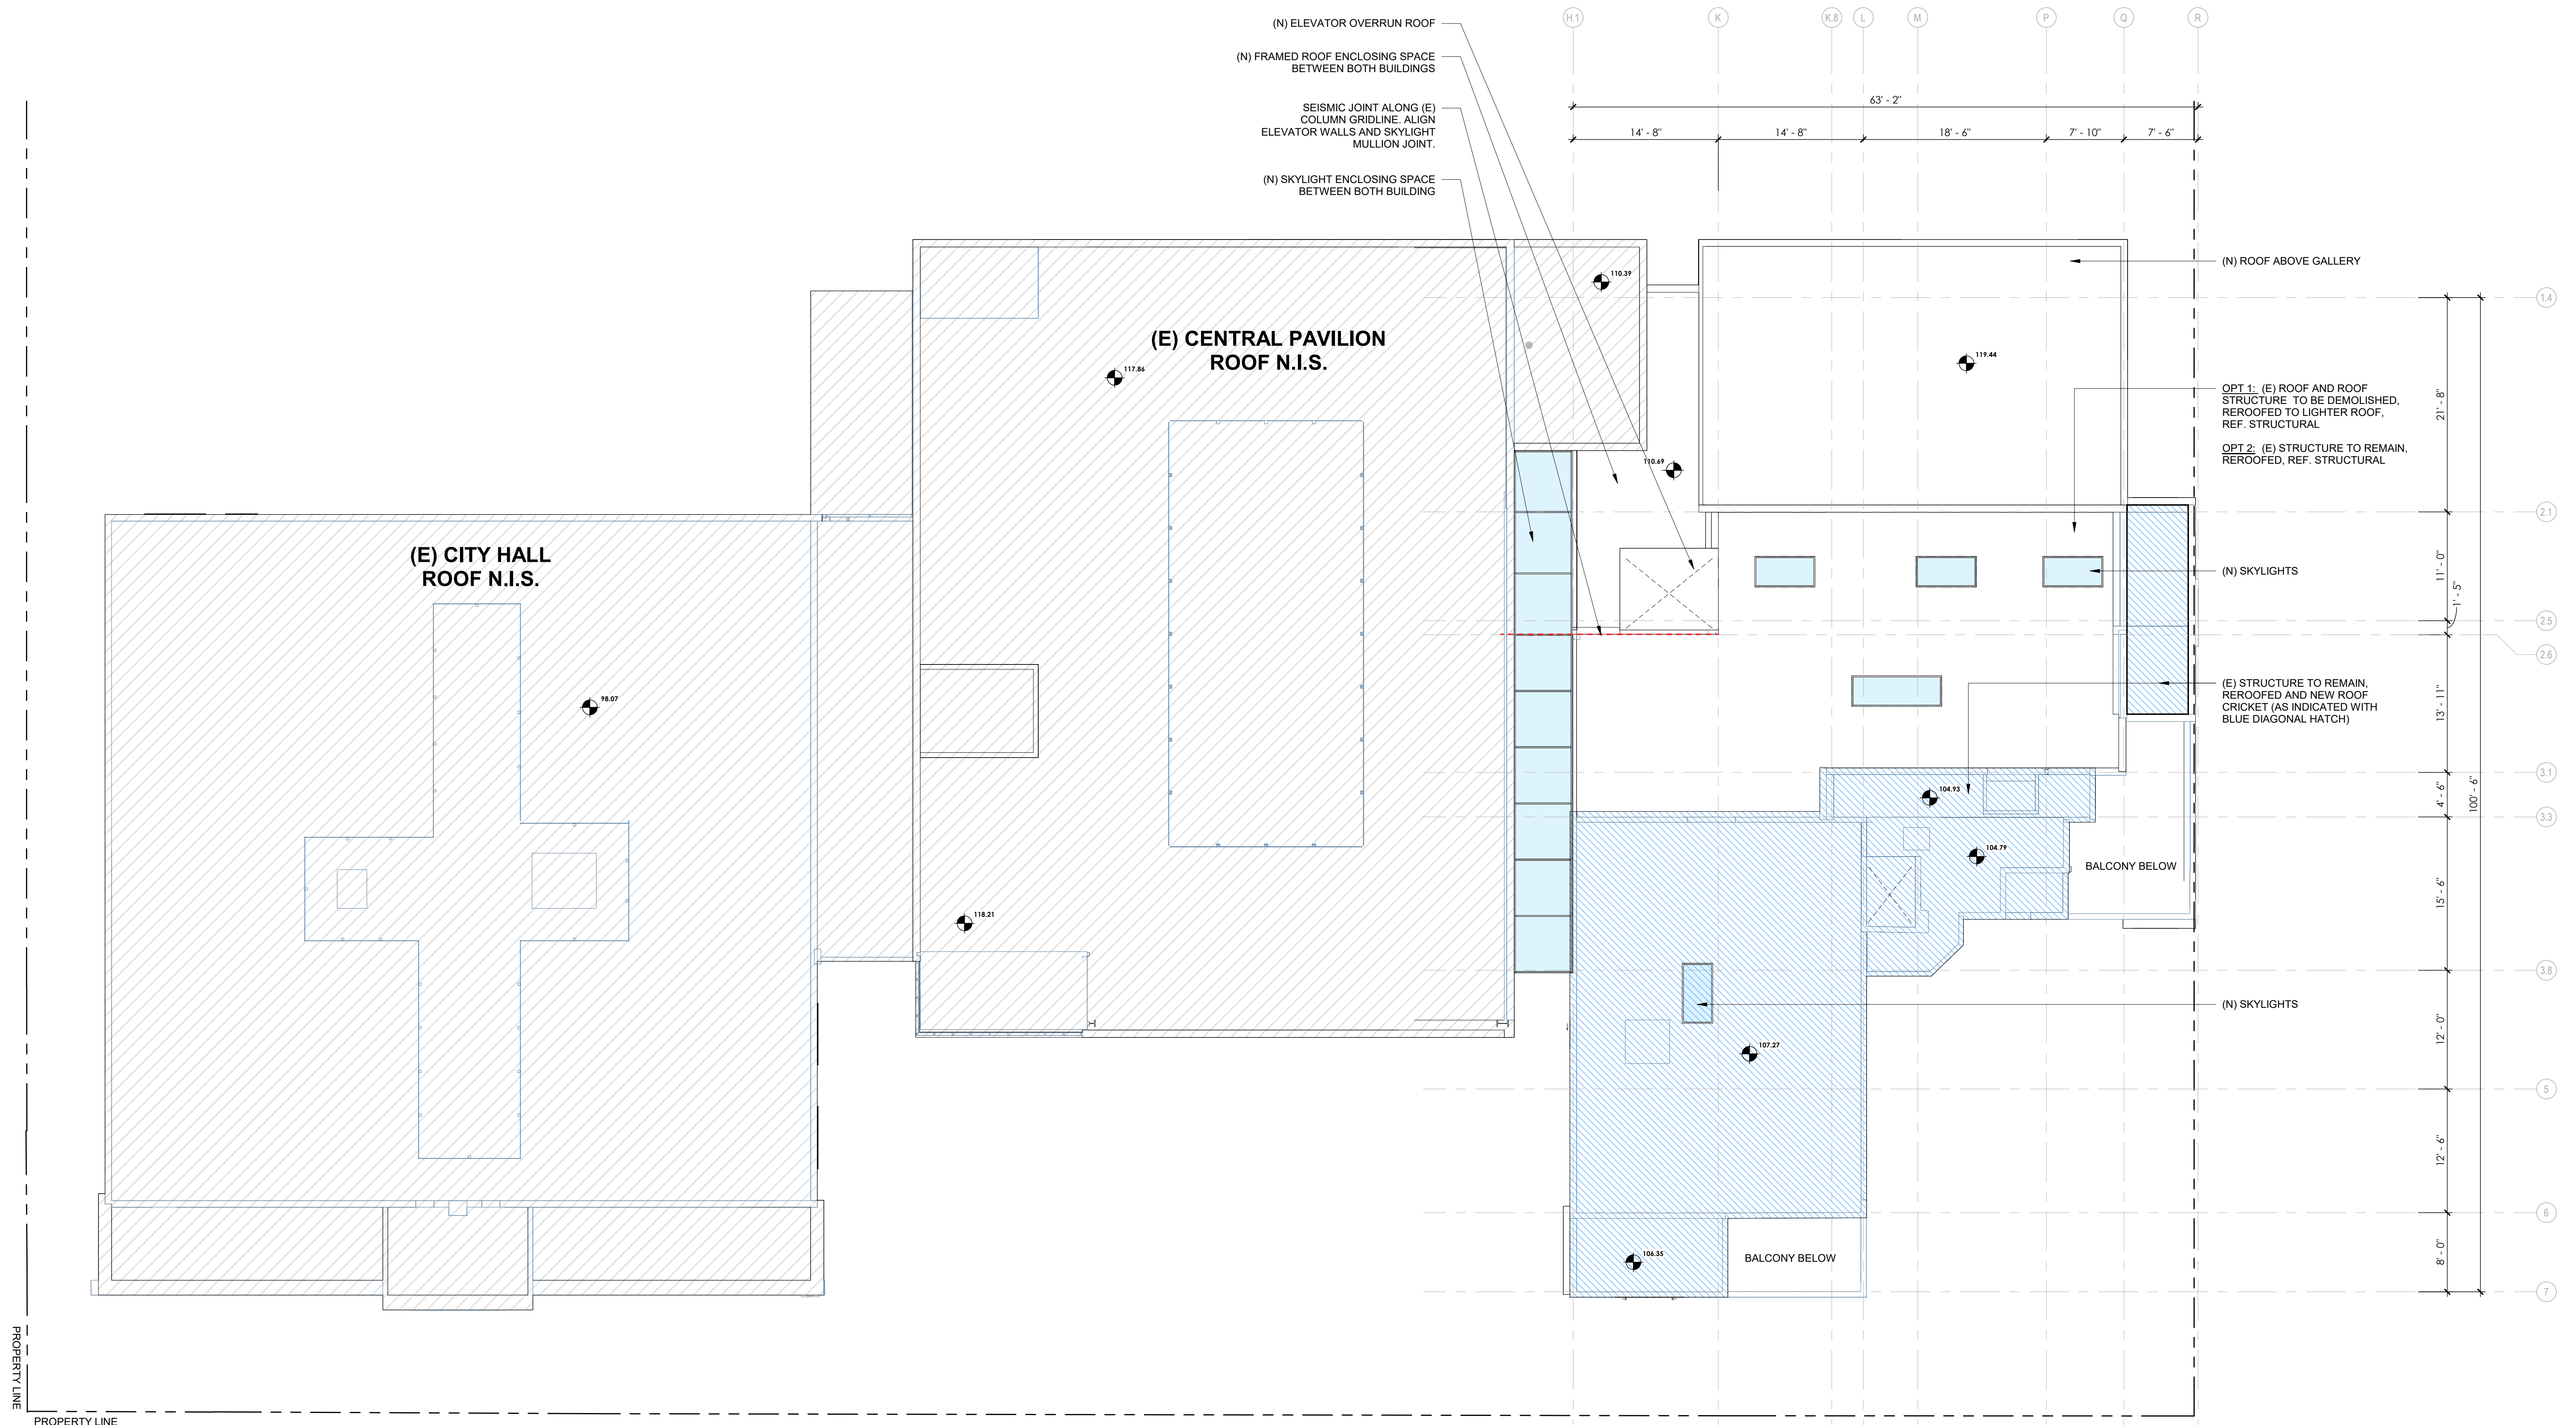 (N) ELEVATOR OVERRUN ROOF
(N) FRAMED ROOF ENCLOSING SPACE
BETWEEN BOTH BUILDINGS
SEISMIC JOINT ALONG (E)
COLUMN GRIDLINE. ALIGN
ELEVATOR WALLS AND SKYLIGHT
MULLION JOINT.
(N) SKYLIGHT ENCLOSING SPACE
BETWEEN BOTH BUILDING
H.1
K
K.8
L
M
P
Q
R
63' - 2"
14' - 8"
14' - 8"
18' - 6"
7' - 10"
7' - 6"
(E) CENTRAL PAVILION
ROOF N.I.S.
(E) CITY HALL
ROOF N.I.S.
117.86
110.39
110.69
119.44
98.07
118.21
104.93
104.79
107.27
106.35
BALCONY BELOW
BALCONY BELOW
(N) ROOF ABOVE GALLERY
OPT 1: (E) ROOF AND ROOF
STRUCTURE TO BE DEMOLISHED,
REROOFED TO LIGHTER ROOF,
REF. STRUCTURAL
OPT 2: (E) STRUCTURE TO REMAIN,
REROOFED, REF. STRUCTURAL
(N) SKYLIGHTS
(E) STRUCTURE TO REMAIN,
REROOFED AND NEW ROOF
CRICKET (AS INDICATED WITH
BLUE DIAGONAL HATCH)
(N) SKYLIGHTS
21' - 8"
11' - 0"
1' - 5"
13' - 11"
4' - 6"
15' - 6"
12' - 0"
12' - 6"
8' - 0"
100' - 6"
1.4
2.1
2.5
2.6
3.1
3.3
3.8
5
6
7
PROPERTY LINE
PROPERTY LINE